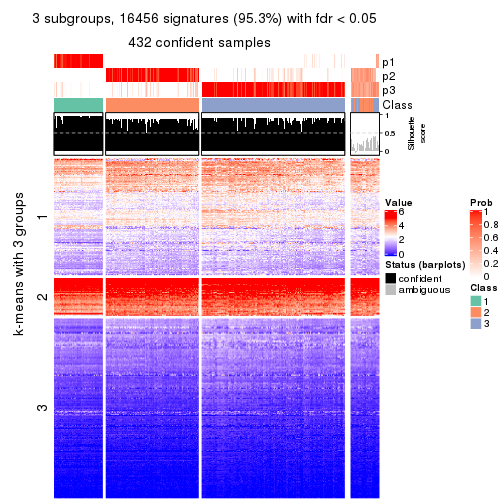 3 subgroups, 16456 signatures (95.3%) with fdr < 0.05
432 confident samples
p1
p2
p3
Class
1
0.5
0
Silhouette
score
k-means with 3 groups
1
2
3
Value
6
4
2
0
Status (barplots)
confident
ambiguous
Prob
1
0.8
0.6
0.4
0.2
0
Class
1
2
3